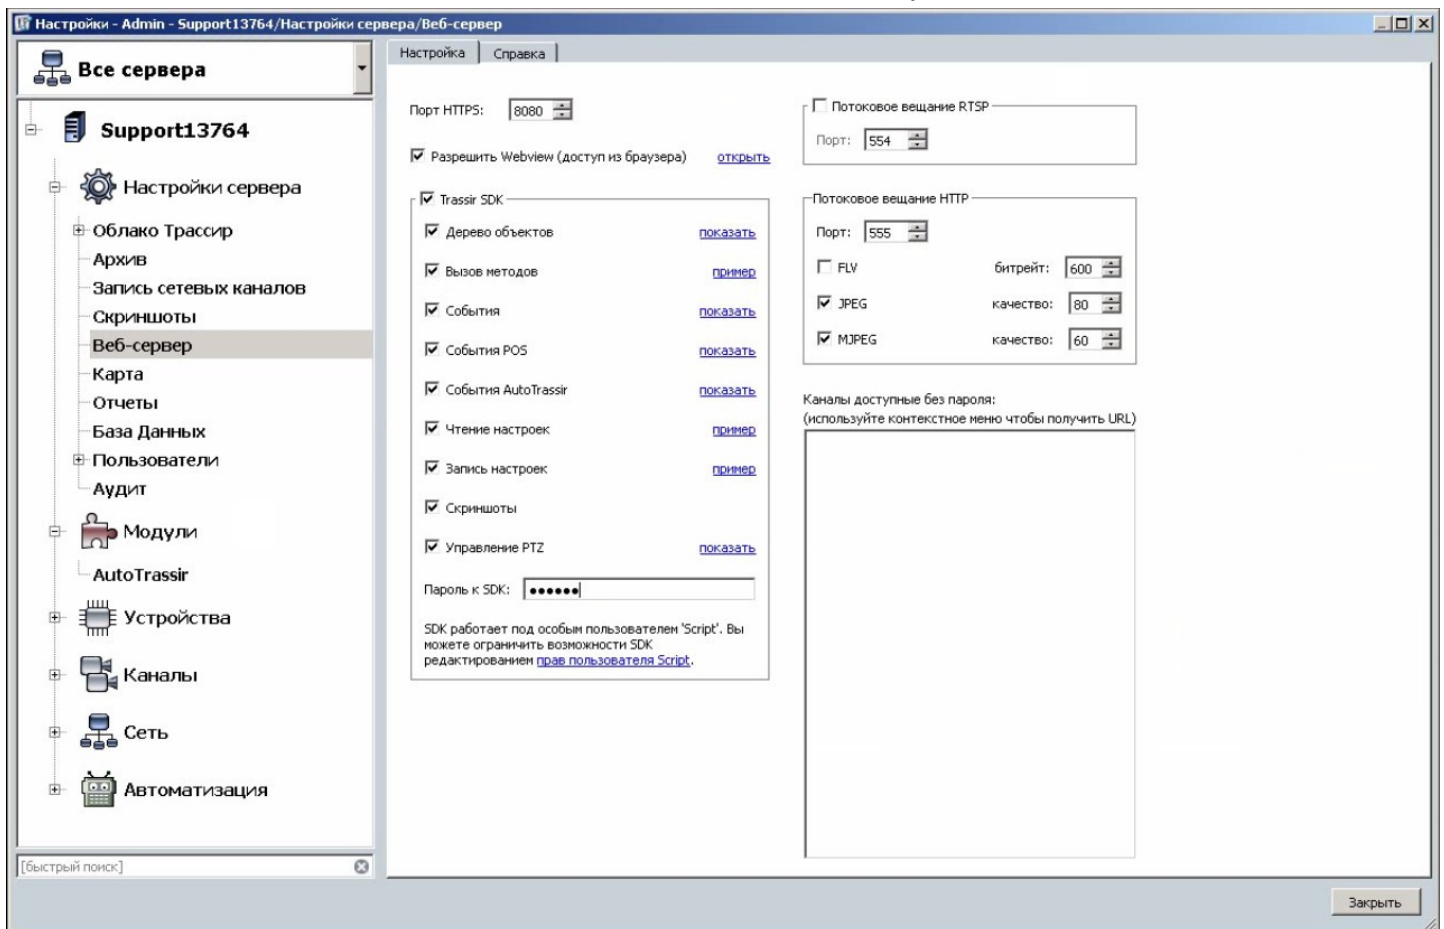 Настройки - Admin - Support13764/Настройки сервера/Веб-сервер
Все сервера
Support13764
Настройки сервера
Облако Трассир
Архив
Запись сетевых каналов
Скриншоты
Веб-сервер
Карта
Отчеты
База Данных
Пользователи
Аудит
Модули
AutoTrassir
Устройства
Каналы
Сеть
Автоматизация
[быстрый поиск]
Настройка Справка
Порт HTTPS: 8080
Разрешить Webview (доступ из браузера) открыть
Trassir SDK
Дерево объектов показать
Вызов методов пример
События показать
События POS показать
События AutoTrassir показать
Чтение настроек пример
Запись настроек пример
Скриншоты
Управление PTZ показать
Пароль к SDK: ●●●●●●
SDK работает под особым пользователем 'Script'. Вы
можете ограничить возможности SDK
редактированием прав пользователя Script.
Потоковое вещание RTSP
Порт: 554
Потоковое вещание HTTP
Порт: 555
FLV битрейт: 600
JPEG качество: 80
MJPEG качество: 60
Каналы доступные без пароля:
(используйте контекстное меню чтобы получить URL)
Закрыть